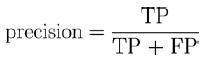 precision = TP / TP + FP